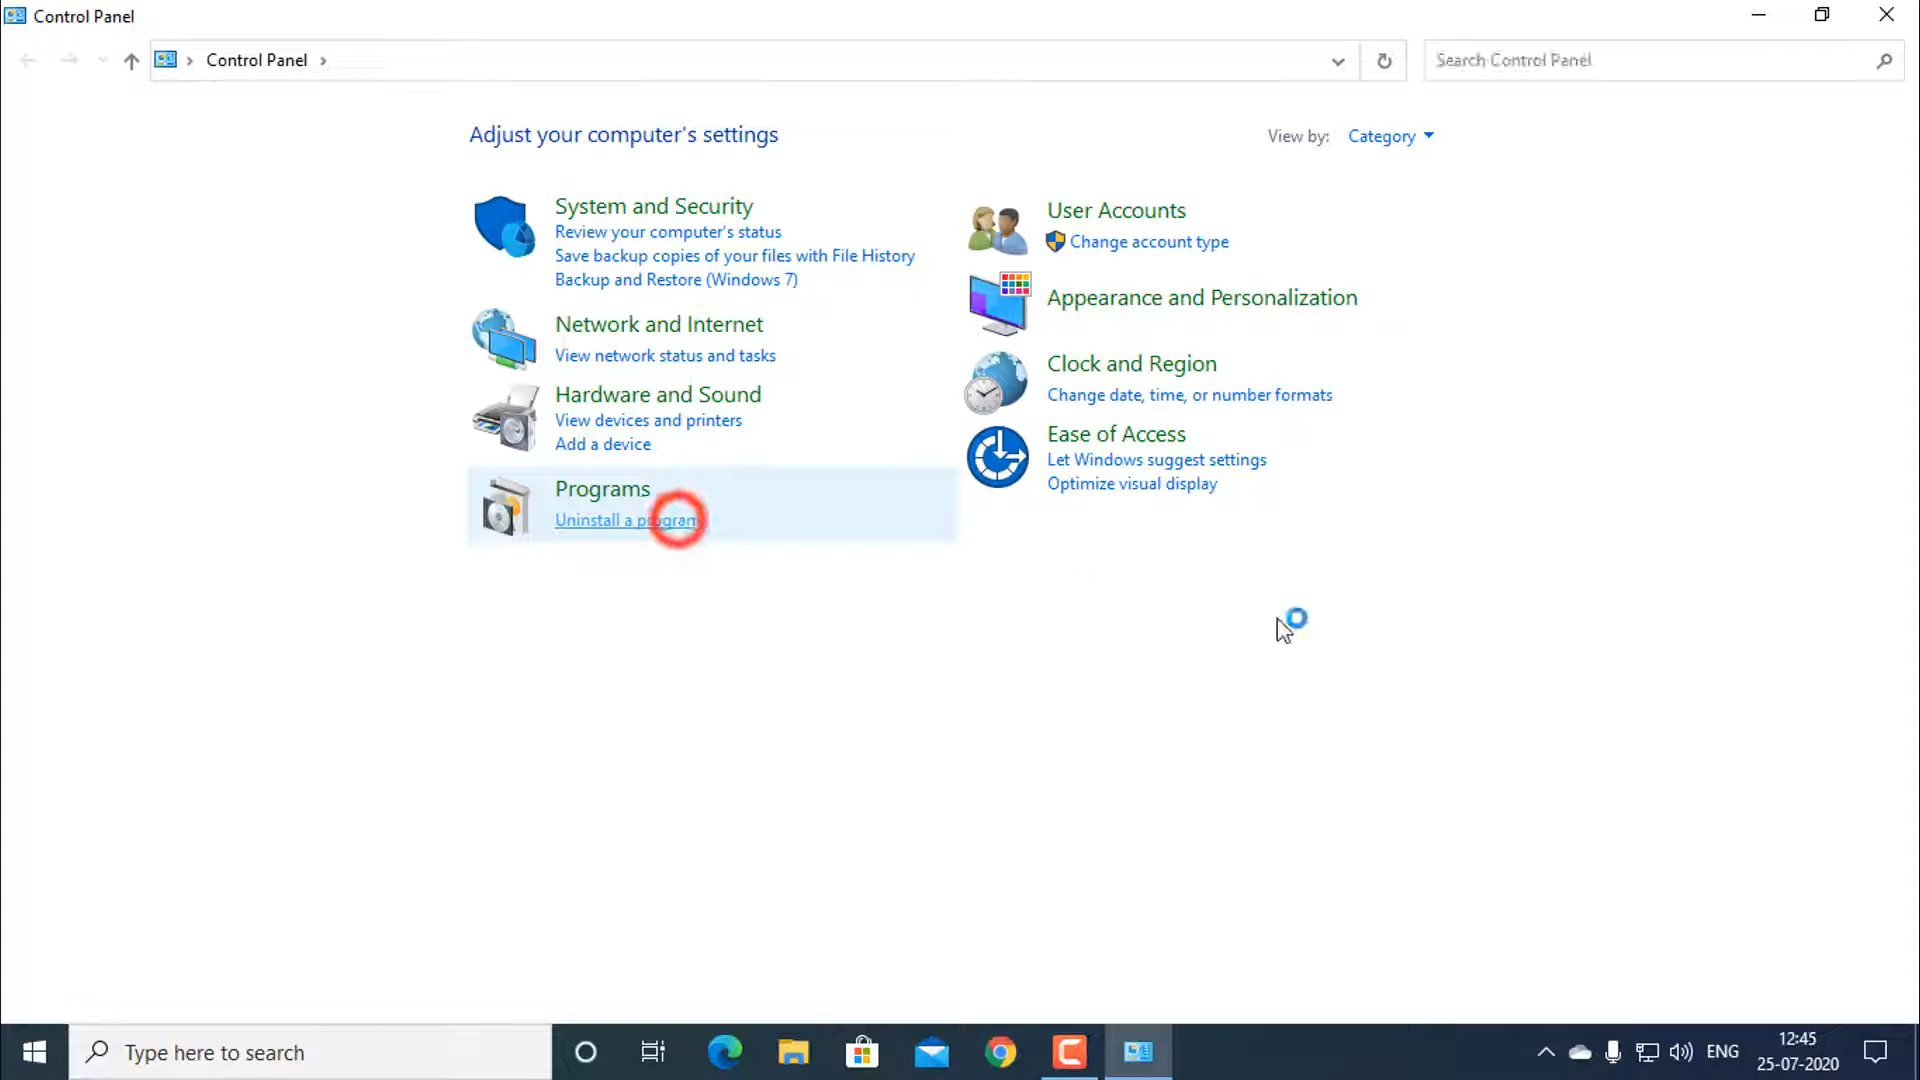 Control Panel
Control Panel
Search Control Panel
Adjust your computer's settings
View by: Category
System and Security
Review your computer's status
Save backup copies of your files with File History
Backup and Restore (Windows 7)
Network and Internet
View network status and tasks
Hardware and Sound
View devices and printers
Add a device
Programs
Uninstall a program
User Accounts
Change account type
Appearance and Personalization
Clock and Region
Change date, time, or number formats
Ease of Access
Let Windows suggest settings
Optimize visual display
Type here to search
ENG
12:45
25-07-2020